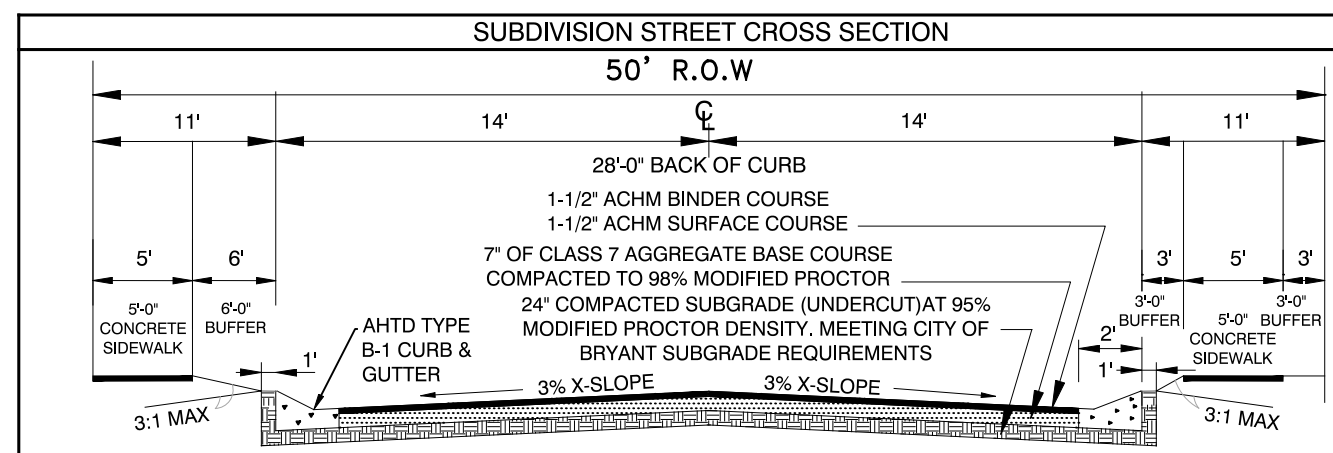 SUBDIVISION STREET CROSS SECTION
50' R.O.W
℄
11'
14'
14'
11'
28'-0" BACK OF CURB
1-1/2" ACHM BINDER COURSE
1-1/2" ACHM SURFACE COURSE
7" OF CLASS 7 AGGREGATE BASE COURSE
COMPACTED TO 98% MODIFIED PROCTOR
24" COMPACTED SUBGRADE (UNDERCUT)AT 95%
MODIFIED PROCTOR DENSITY. MEETING CITY OF
BRYANT SUBGRADE REQUIREMENTS
5'
6'
5'-0"
CONCRETE
SIDEWALK
6'-0"
BUFFER
AHTD TYPE
B-1 CURB &
GUTTER
1'
3:1 MAX
3% X-SLOPE
3% X-SLOPE
3'
5'
3'
3'-0"
BUFFER
5'-0"
CONCRETE
SIDEWALK
3'-0"
BUFFER
2'
1'
3:1 MAX